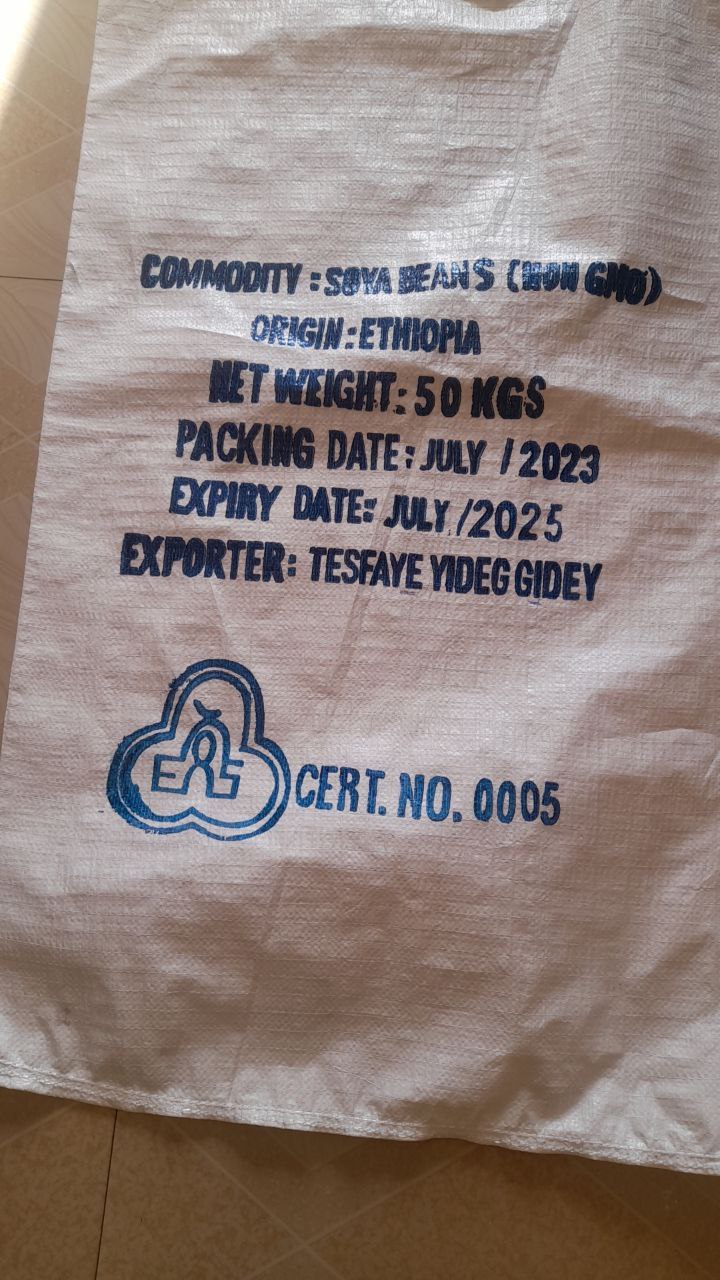 COMMODITY : SOYA BEANS (NON GMO)
ORIGIN : ETHIOPIA
NET WEIGHT : 50 KGS
PACKING DATE : JULY / 2023
EXPIRY DATE : JULY /2025
EXPORTER : TESFAYE YIDEG GIDEY
CERT. NO. 0005